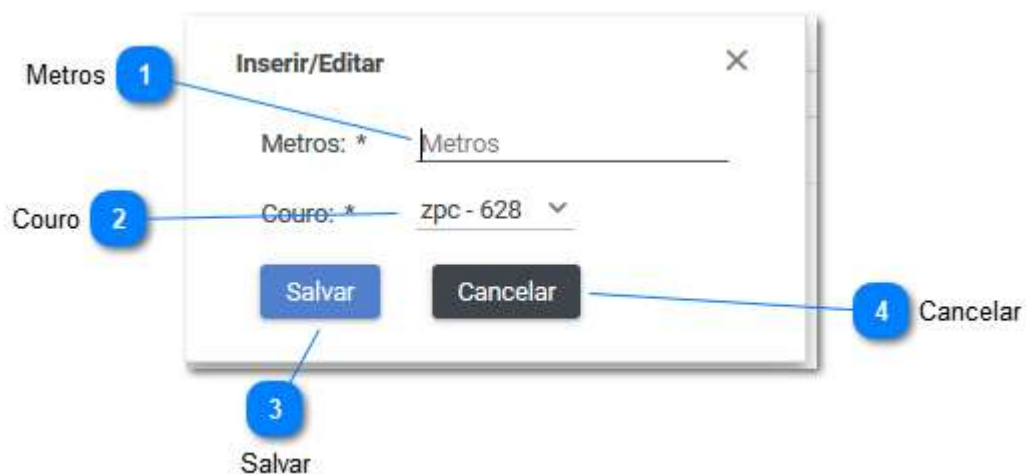 Inserir/Editar
Metros 1
Metros: * Metros
Couro 2
Couro: * zpc - 628
Salvar Cancelar
4 Cancelar
3
Salvar